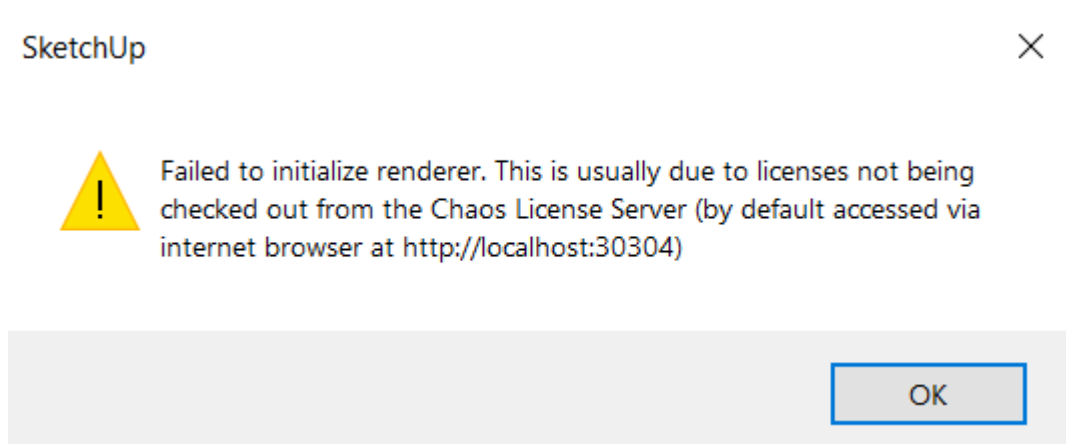 SketchUp
Failed to initialize renderer. This is usually due to licenses not being
checked out from the Chaos License Server (by default accessed via
internet browser at http://localhost:30304)
OK